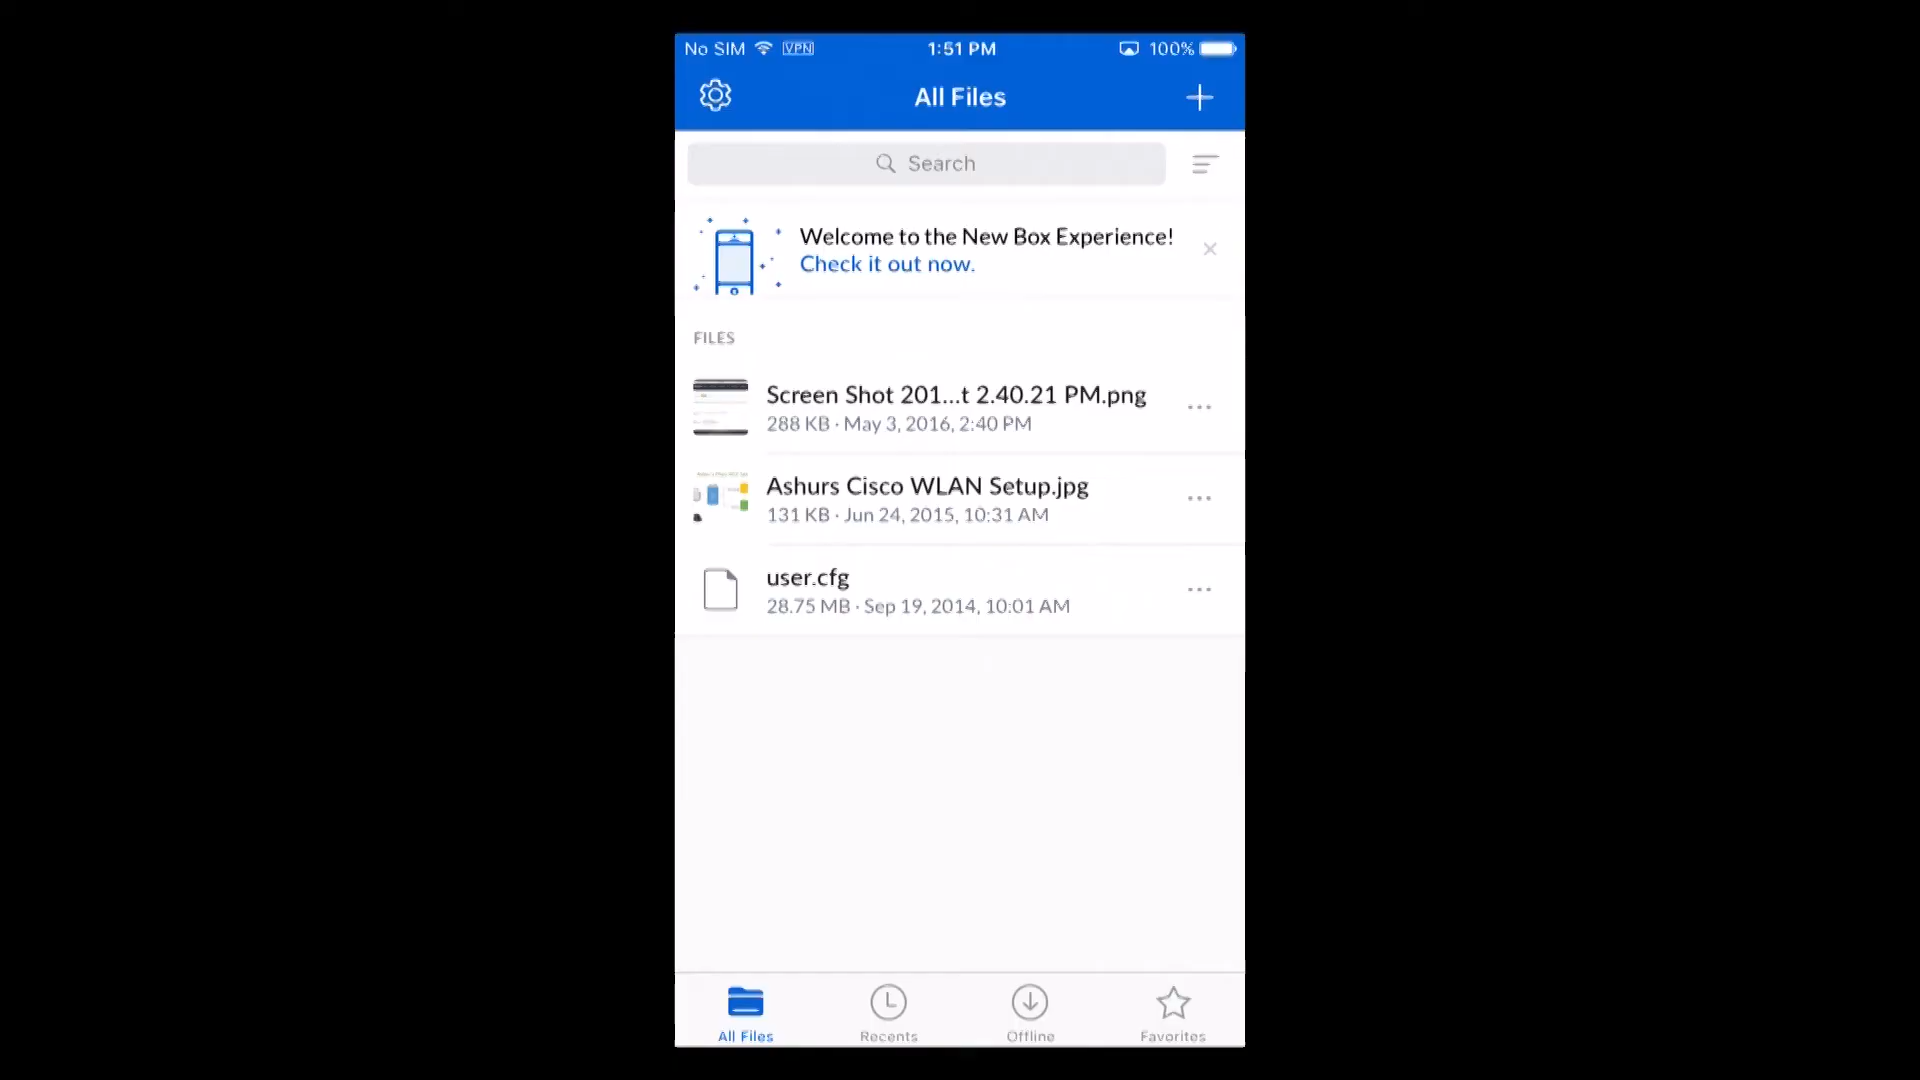 No SIM VPN 1:51 PM 100%
All Files
Search
Welcome to the New Box Experience!
Check it out now.
FILES
Screen Shot 201...t 2.40.21 PM.png
288 KB · May 3, 2016, 2:40 PM
Ashurs Cisco WLAN Setup.jpg
131 KB · Jun 24, 2015, 10:31 AM
user.cfg
28.75 MB · Sep 19, 2014, 10:01 AM
All Files Recents Offline Favorites